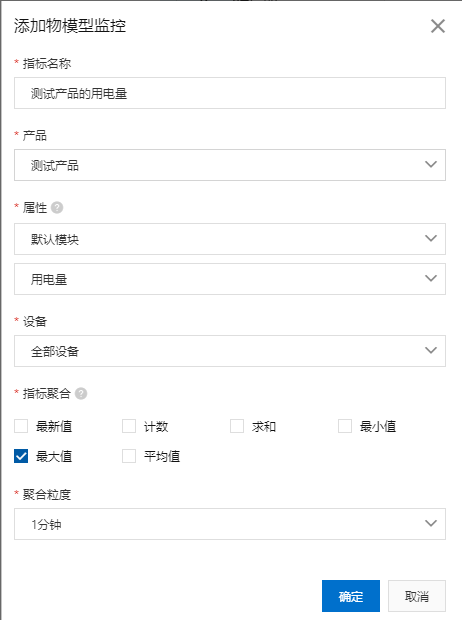 添加物模型监控
* 指标名称
测试产品的用电量
* 产品
测试产品
* 属性 ?
默认模块
用电量
* 设备
全部设备
* 指标聚合 ?
最新值 计数 求和 最小值
最大值 平均值
* 聚合粒度
1分钟
确定 取消